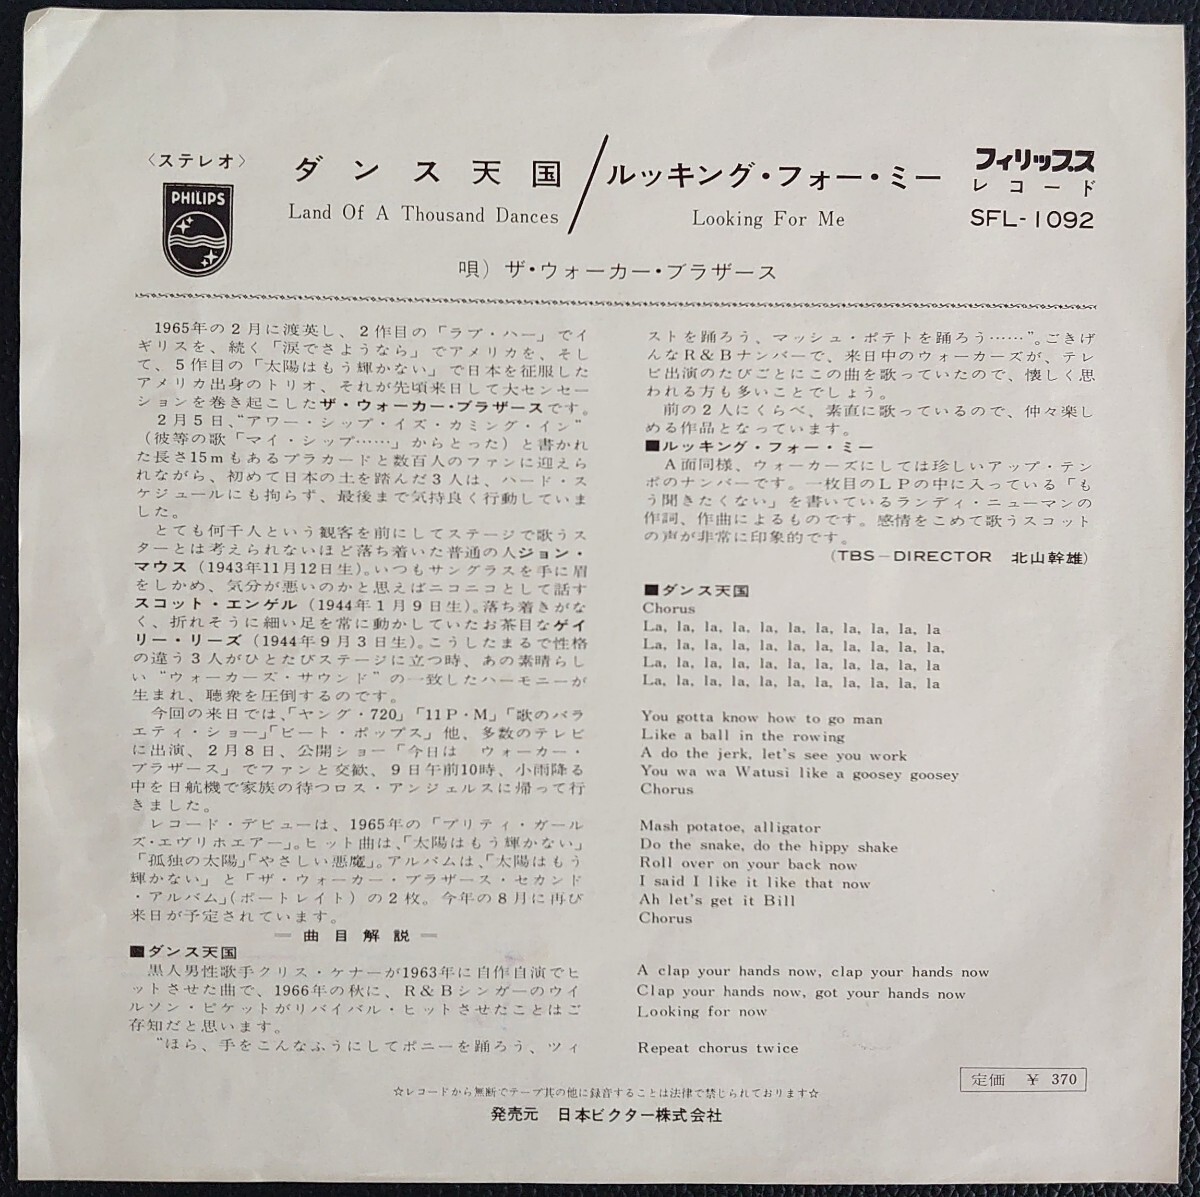 〈ステレオ〉
PHILIPS
ダンス天国／ルッキング・フォー・ミー
Land Of A Thousand Dances
Looking For Me
フィリップス
レコード
SFL-1092
唄）ザ・ウォーカー・ブラザース
1965年の２月に渡英し、２作目の「ラブ・ハー」でイ
ギリスを、続く「涙でさようなら」でアメリカを、そし
て、５作目の「太陽はもう輝かない」で日本を征服した
アメリカ出身のトリオ、それが先頃来日して大センセー
ションを巻き起こしたザ・ウォーカー・ブラザースです。
２月５日、“アワー・シップ・イズ・カミング・イン”
（彼等の歌「マイ・シップ……」からとった）と書かれ
た長さ15mもあるプラカードと数百人のファンに迎えら
れながら、初めて日本の土を踏んだ３人は、ハード・ス
ケジュールにも拘らず、最後まで気持良く行動していま
した。
とても何千人という観客を前にしてステージで歌うス
ターとは考えられないほど落ち着いた普通の人ジョン・
マウス（1943年11月12日生）。いつもサングラスを手に眉
をしかめ、気分が悪いのかと思えばニコニコとして話す
スコット・エンゲル（1944年１月９日生）。落ち着きがな
く、折れそうに細い足を常に動かしていたお茶目なゲイ
リー・リーズ（1944年９月３日生）。こうしたまるで性格
の違う３人がひとたびステージに立つ時、あの素晴らし
い“ウォーカーズ・サウンド”の一致したハーモニーが
生まれ、聴衆を圧倒するのです。
今回の来日では、「ヤング・720」「11P・M」「歌のバラ
エティ・ショー」「ビート・ポップス」他、多数のテレビ
に出演、２月８日、公開ショー「今日は　ウォーカー・
ブラザース」でファンと交歓、９日午前10時、小雨降る
中を日航機で家族の待つロス・アンジェルスに帰って行
きました。
レコード・デビューは、1965年の「プリティ・ガール
ズ・エヴリホエアー」。ヒット曲は、「太陽はもう輝かない」
「孤独の太陽」「やさしい悪魔」。アルバムは、「太陽はもう
輝かない」と「ザ・ウォーカー・ブラザース・セカンド
・アルバム」（ポートレイト）の２枚。今年の８月に再び
来日が予定されています。
＝曲目解説＝
■ダンス天国
黒人男性歌手クリス・ケナーが1963年に自作自演でヒ
ットさせた曲で、1966年の秋に、R＆Bシンガーのウイ
ルソン・ピケットがリバイバル・ヒットさせたことはご
存知だと思います。
“ほら、手をこんなふうにしてポニーを踊ろう、ツィ
ストを踊ろう、マッシュ・ポテトを踊ろう……”。ごきげ
んなR＆Bナンバーで、来日中のウォーカーズが、テレ
ビ出演のたびごとにこの曲を歌っていたので、懐しく思
われる方も多いことでしょう。
前の２人にくらべ、素直に歌っているので、仲々楽し
める作品となっています。
■ルッキング・フォー・ミー
A面同様、ウォーカーズにしては珍しいアップ・テン
ポのナンバーです。一枚目のＬＰの中に入っている「も
う聞きたくない」を書いているランディ・ニューマンの
作詞、作曲によるものです。感情をこめて歌うスコット
の声が非常に印象的です。
（TBS－DIRECTOR　北山幹雄）
■ダンス天国
Chorus
La, la, la, la, la, la, la, la, la, la, la
La, la, la, la, la, la, la, la, la, la, la,
La, la, la, la, la, la, la, la, la, la, la
La, la, la, la, la, la, la, la, la, la, la
You gotta know how to go man
Like a ball in the rowing
A do the jerk, let's see you work
You wa wa Watusi like a goosey goosey
Chorus
Mash potatoe, alligator
Do the snake, do the hippy shake
Roll over on your back now
I said I like it like that now
Ah let's get it Bill
Chorus
A clap your hands now, clap your hands now
Clap your hands now, got your hands now
Looking for now
Repeat chorus twice
定価　￥　370
☆レコードから無断でテープ其の他に録音することは法律で禁じられております☆
発売元　日本ビクター株式会社